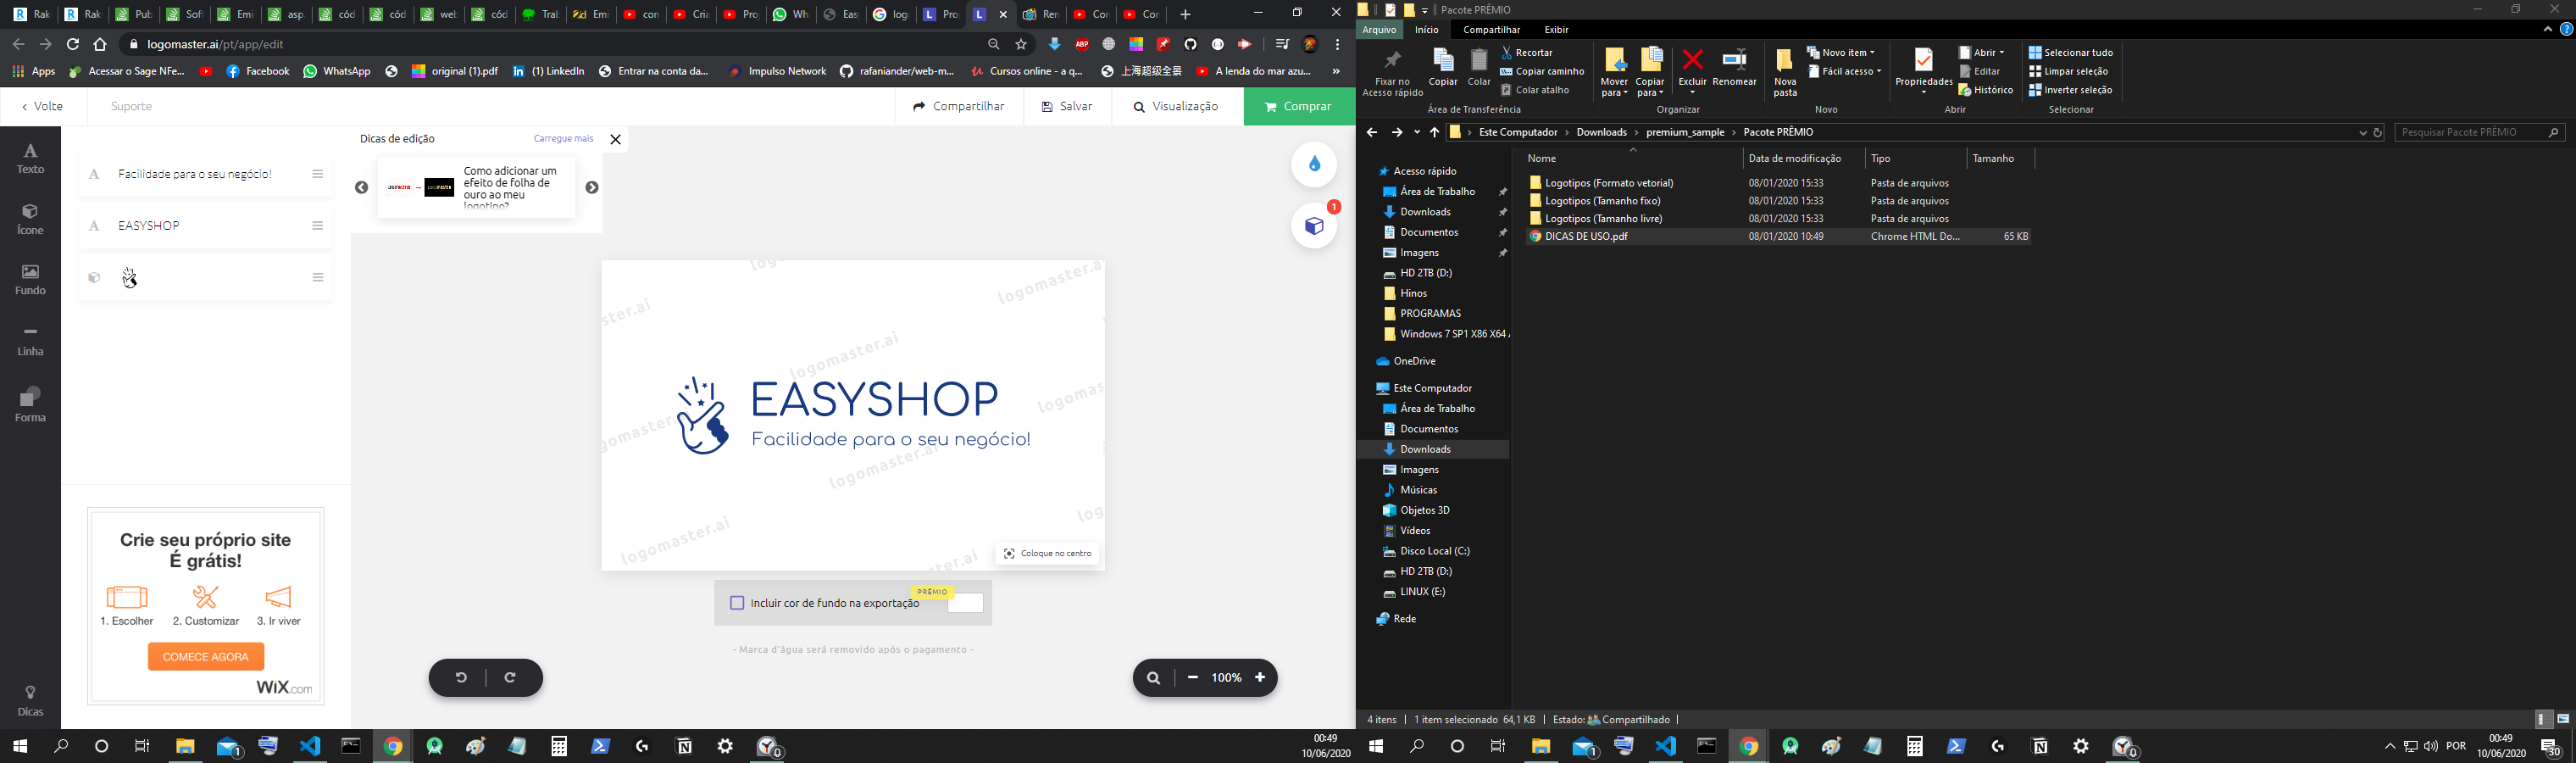 Rak
Rak
Pub
Soft
Em
asp.
cód
cód
web
cód
Tra
Em
cor
Cria
Pro
Wh
Eas
log
Pro
Ren
Cor
Cor
logomaster.ai/pt/app/edit
Apps
Acessar o Sage NFe...
Facebook
WhatsApp
original (1).pdf
(1) LinkedIn
Entrar na conta da...
Impulso Network
rafaniander/web-m...
Cursos online - a q...
上海超级全景
A lenda do mar azu...
Volte
Suporte
Compartilhar
Salvar
Visualização
Comprar
Texto
Ícone
Fundo
Linha
Forma
Dicas
Facilidade para o seu negócio!
EASYSHOP
Dicas de edição
Carregue mais
Como adicionar um
efeito de folha de
ouro ao meu
logotipo?
1
logomaster.ai
EASYSHOP
Facilidade para o seu negócio!
Coloque no centro
PRÊMIO
Incluir cor de fundo na exportação
- Marca d'água será removido após o pagamento -
100%
Crie seu próprio site
É grátis!
1. Escolher
2. Customizar
3. Ir viver
COMECE AGORA
WiX.com
00:49
10/06/2020
Pacote PRÊMIO
Arquivo
Início
Compartilhar
Exibir
Fixar no
Acesso rápido
Copiar
Colar
Recortar
Copiar caminho
Colar atalho
Área de Transferência
Mover
para
Copiar
para
Excluir
Renomear
Organizar
Nova
pasta
Novo item
Fácil acesso
Novo
Propriedades
Abrir
Editar
Histórico
Abrir
Selecionar tudo
Limpar seleção
Inverter seleção
Selecionar
Este Computador
Downloads
premium_sample
Pacote PRÊMIO
Pesquisar Pacote PRÊMIO
Nome
Data de modificação
Tipo
Tamanho
Logotipos (Formato vetorial)
08/01/2020 15:33
Pasta de arquivos
Logotipos (Tamanho fixo)
08/01/2020 15:33
Pasta de arquivos
Logotipos (Tamanho livre)
08/01/2020 15:33
Pasta de arquivos
DICAS DE USO.pdf
08/01/2020 10:49
Chrome HTML Do...
65 KB
Acesso rápido
Área de Trabalho
Downloads
Documentos
Imagens
HD 2TB (D:)
Hinos
PROGRAMAS
Windows 7 SP1 X86 X64
OneDrive
Este Computador
Área de Trabalho
Documentos
Downloads
Imagens
Músicas
Objetos 3D
Vídeos
Disco Local (C:)
HD 2TB (D:)
LINUX (E:)
Rede
4 itens
1 item selecionado 64,1 KB
Estado:
Compartilhado
POR
00:49
10/06/2020
30